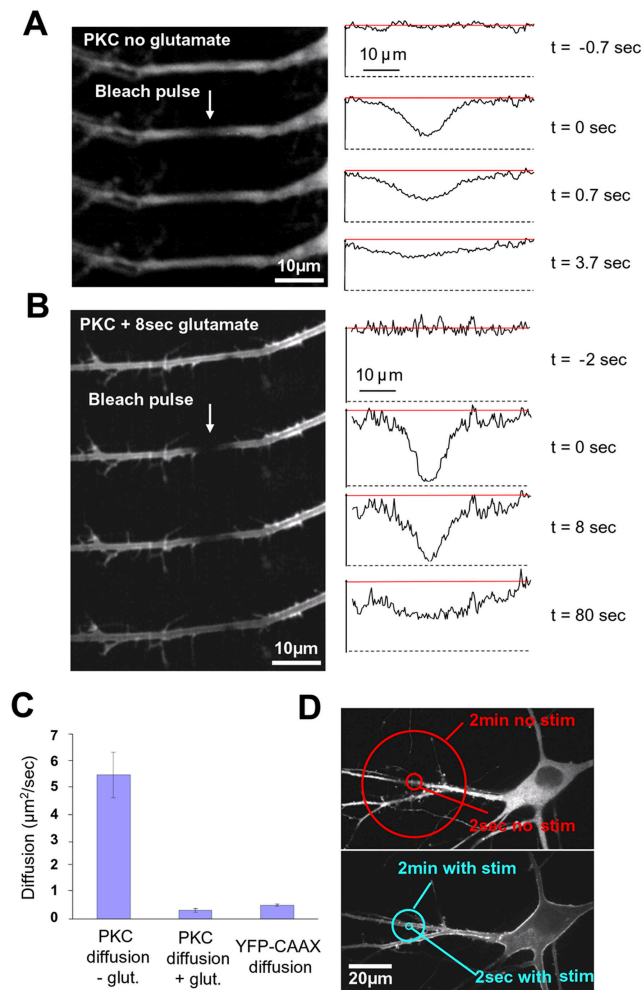 A
PKC no glutamate
Bleach pulse
10µm
10 µm
t = -0.7 sec
t = 0 sec
t = 0.7 sec
t = 3.7 sec
B
PKC + 8sec glutamate
Bleach pulse
10µm
10 µm
t = -2 sec
t = 0 sec
t = 8 sec
t = 80 sec
C
Diffusion (µm²/sec)
7
6
5
4
3
2
1
0
PKC
diffusion
- glut.
PKC
diffusion
+ glut.
YFP-CAAX
diffusion
D
2min no stim
2sec no stim
2min with stim
2sec with stim
20µm